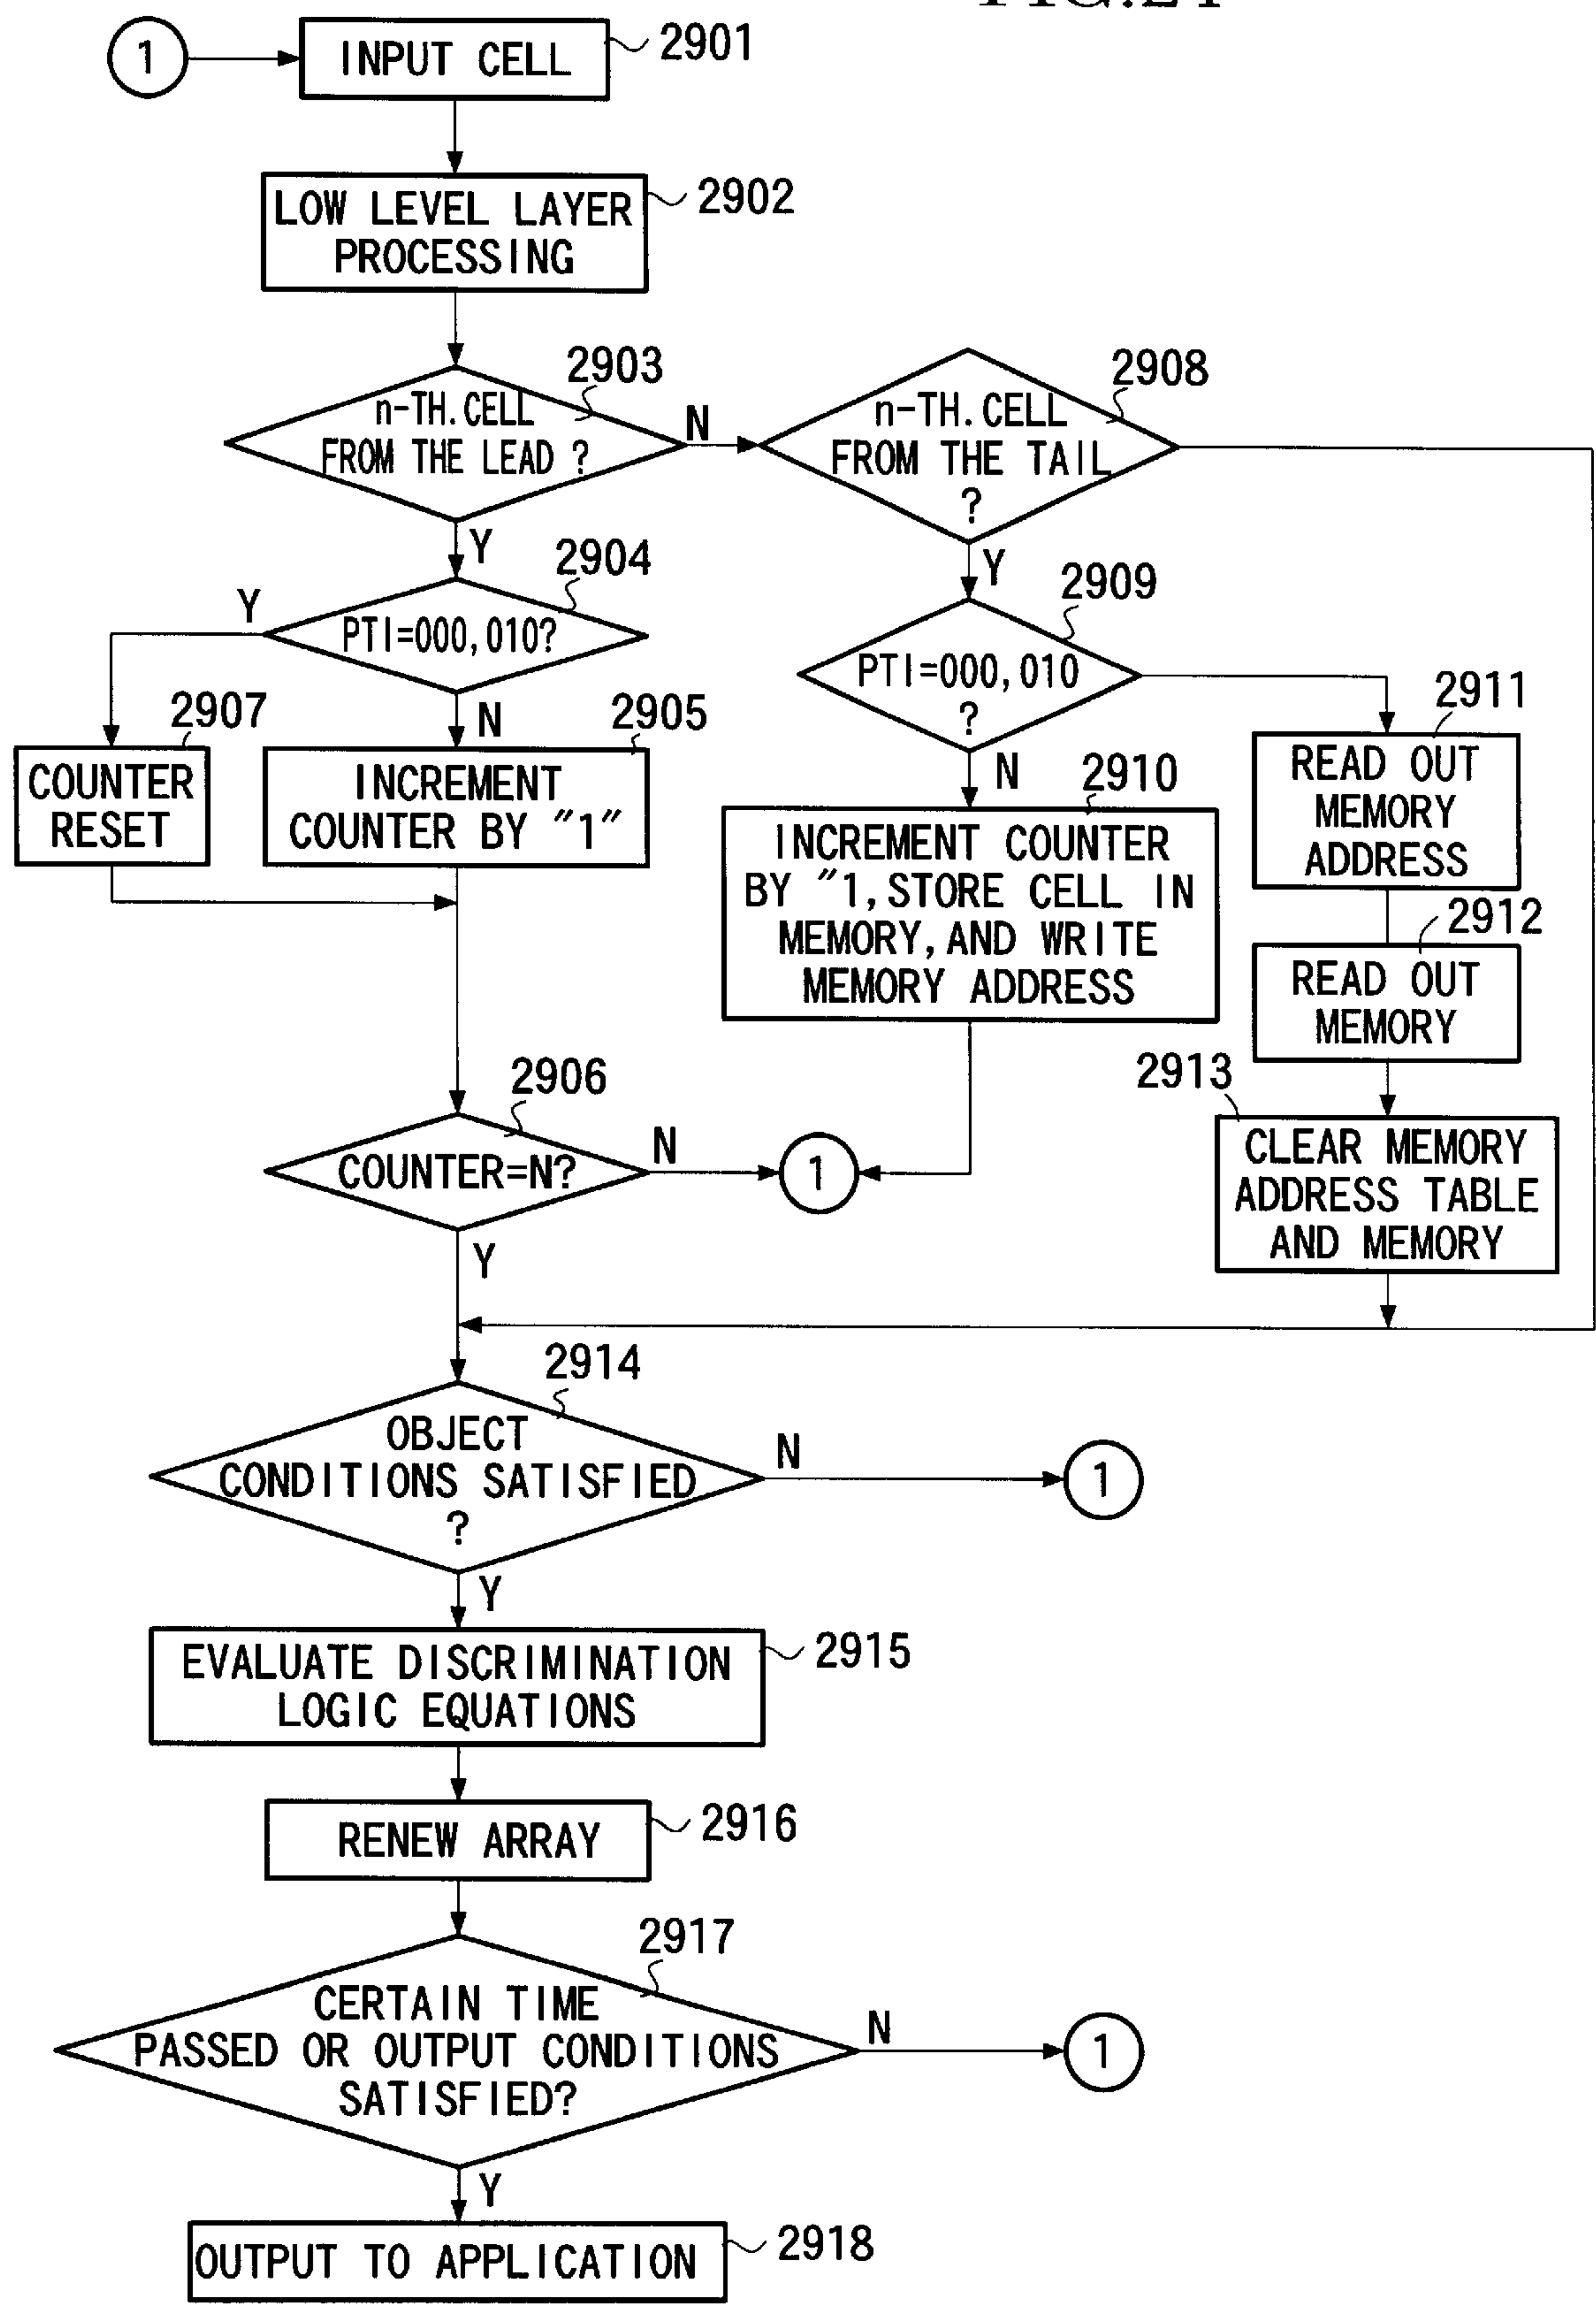 1
INPUT CELL
2901
LOW LEVEL LAYER
PROCESSING
2902
n-TH. CELL
FROM THE LEAD ?
2903
N
n-TH. CELL
FROM THE TAIL
?
2908
Y
Y
PTI=000, 010?
2904
Y
N
PTI=000, 010
?
2909
N
COUNTER
RESET
2907
INCREMENT
COUNTER BY "1"
2905
INCREMENT COUNTER
BY "1, STORE CELL IN
MEMORY, AND WRITE
MEMORY ADDRESS
2910
READ OUT
MEMORY
ADDRESS
2911
READ OUT
MEMORY
2912
CLEAR MEMORY
ADDRESS TABLE
AND MEMORY
2913
COUNTER=N?
2906
N
1
Y
OBJECT
CONDITIONS SATISFIED
?
2914
N
1
Y
EVALUATE DISCRIMINATION
LOGIC EQUATIONS
2915
RENEW ARRAY
2916
CERTAIN TIME
PASSED OR OUTPUT CONDITIONS
SATISFIED?
2917
N
1
Y
OUTPUT TO APPLICATION
2918